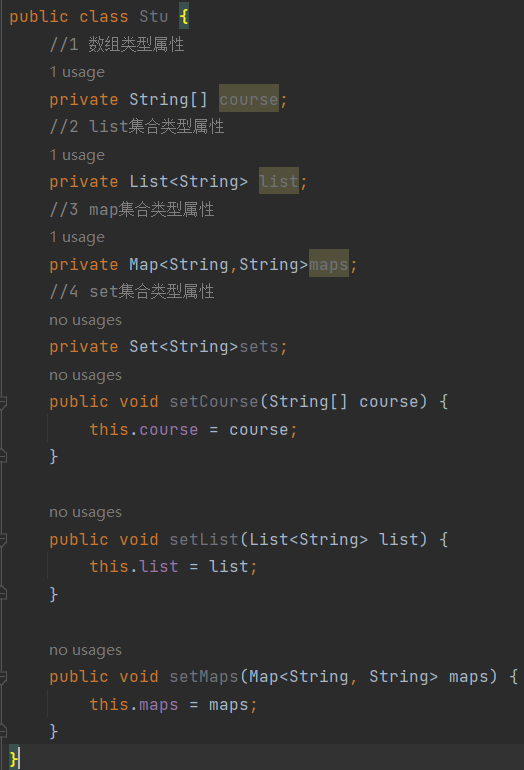 public class Stu {
//1 数组类型属性
1 usage
private String[] course;
//2 list集合类型属性
1 usage
private List<String> list;
//3 map集合类型属性
1 usage
private Map<String,String>maps;
//4 set集合类型属性
no usages
private Set<String>sets;
no usages
public void setCourse(String[] course) {
this.course = course;
}
no usages
public void setList(List<String> list) {
this.list = list;
}
no usages
public void setMaps(Map<String, String> maps) {
this.maps = maps;
}
}